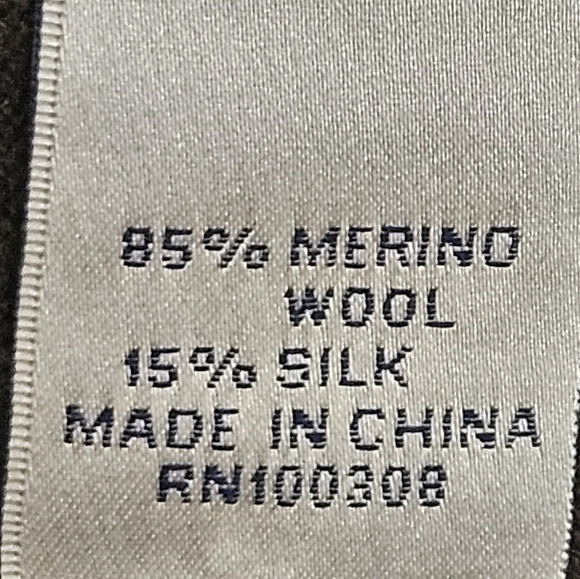 85% MERINO
WOOL
15% SILK
MADE IN CHINA
RN100308